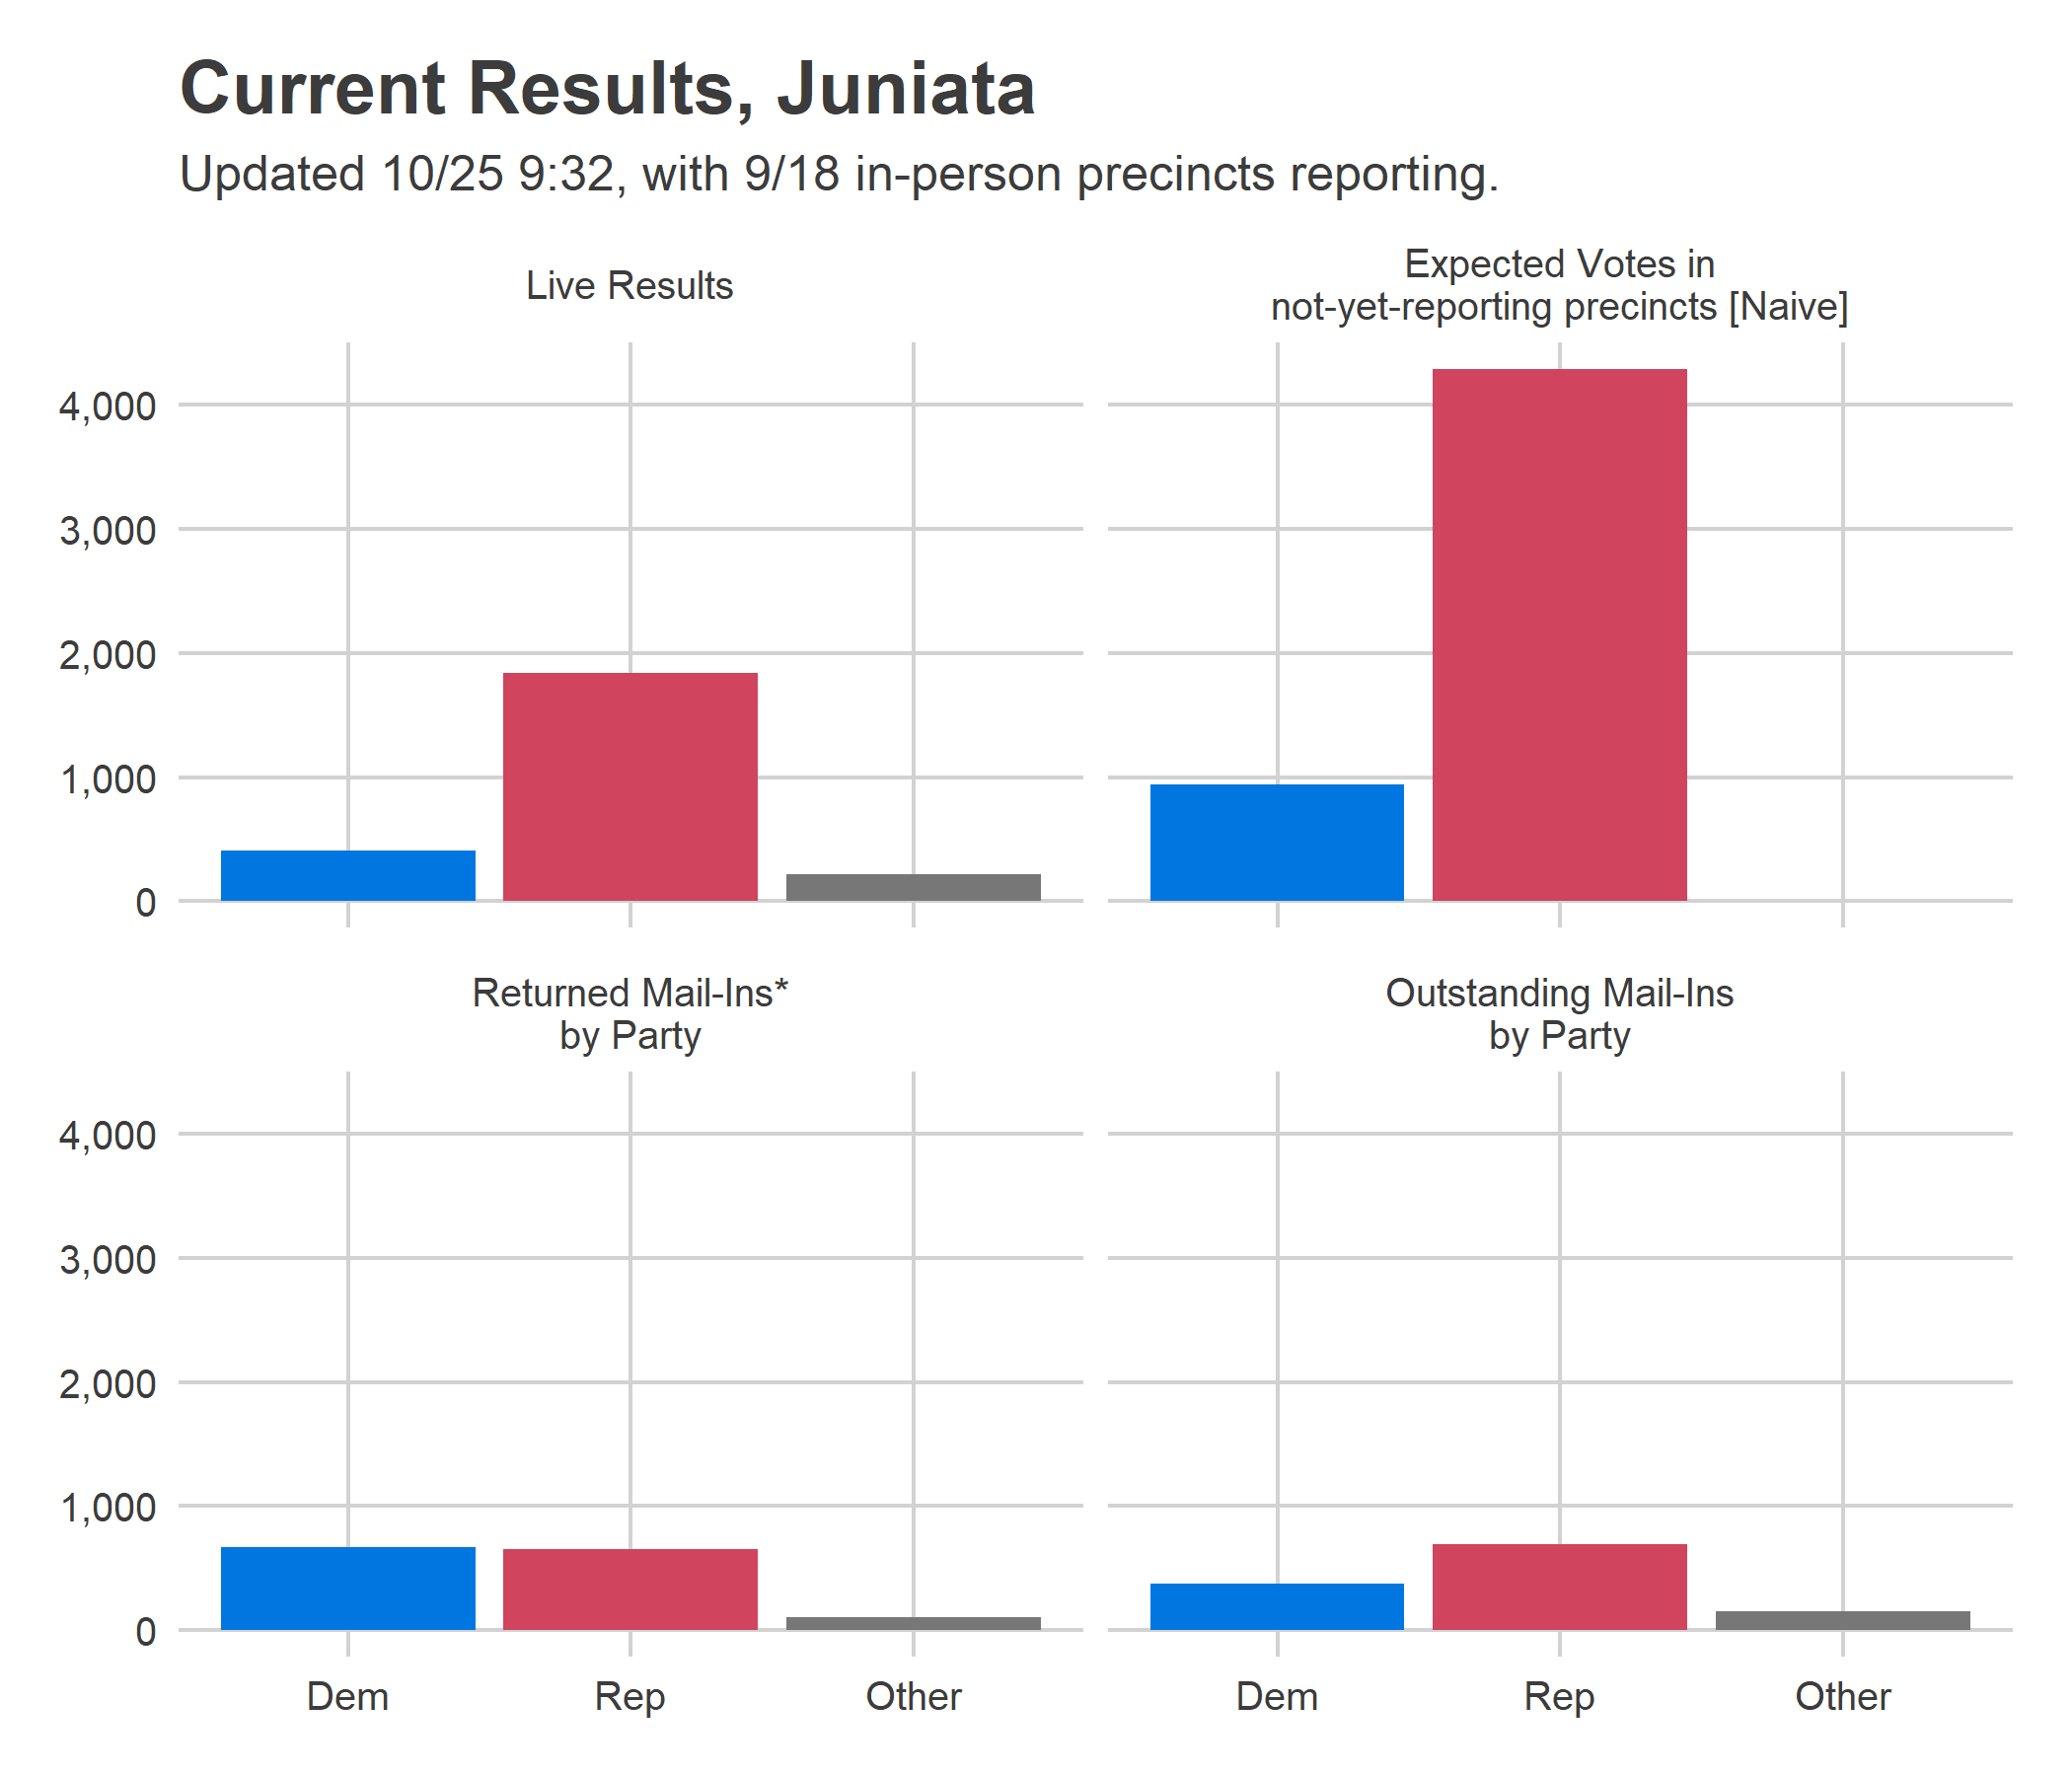 Current Results, Juniata
Updated 10/25 9:32, with 9/18 in-person precincts reporting.
Live Results
Expected Votes in
not-yet-reporting precincts [Naive]
4,000
3,000
2,000
1,000
0
Returned Mail-Ins*
by Party
Outstanding Mail-Ins
by Party
4,000
3,000
2,000
1,000
0
Dem Rep Other Dem Rep Other